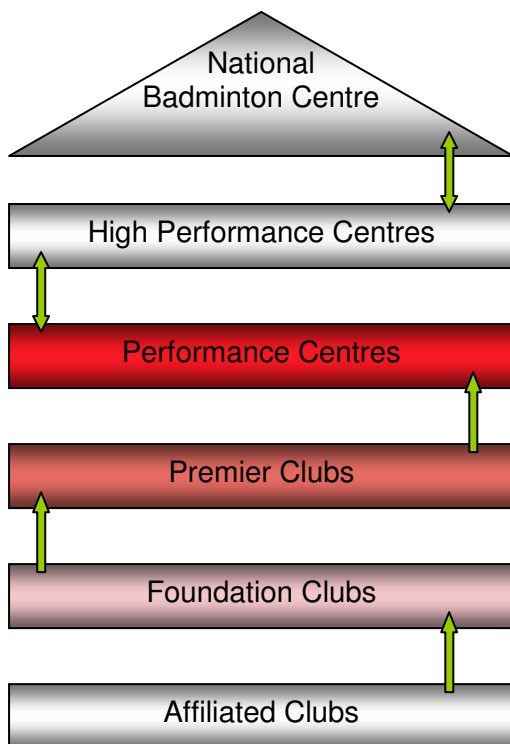 National
Badminton Centre
High Performance Centres
Performance Centres
Premier Clubs
Foundation Clubs
Affiliated Clubs